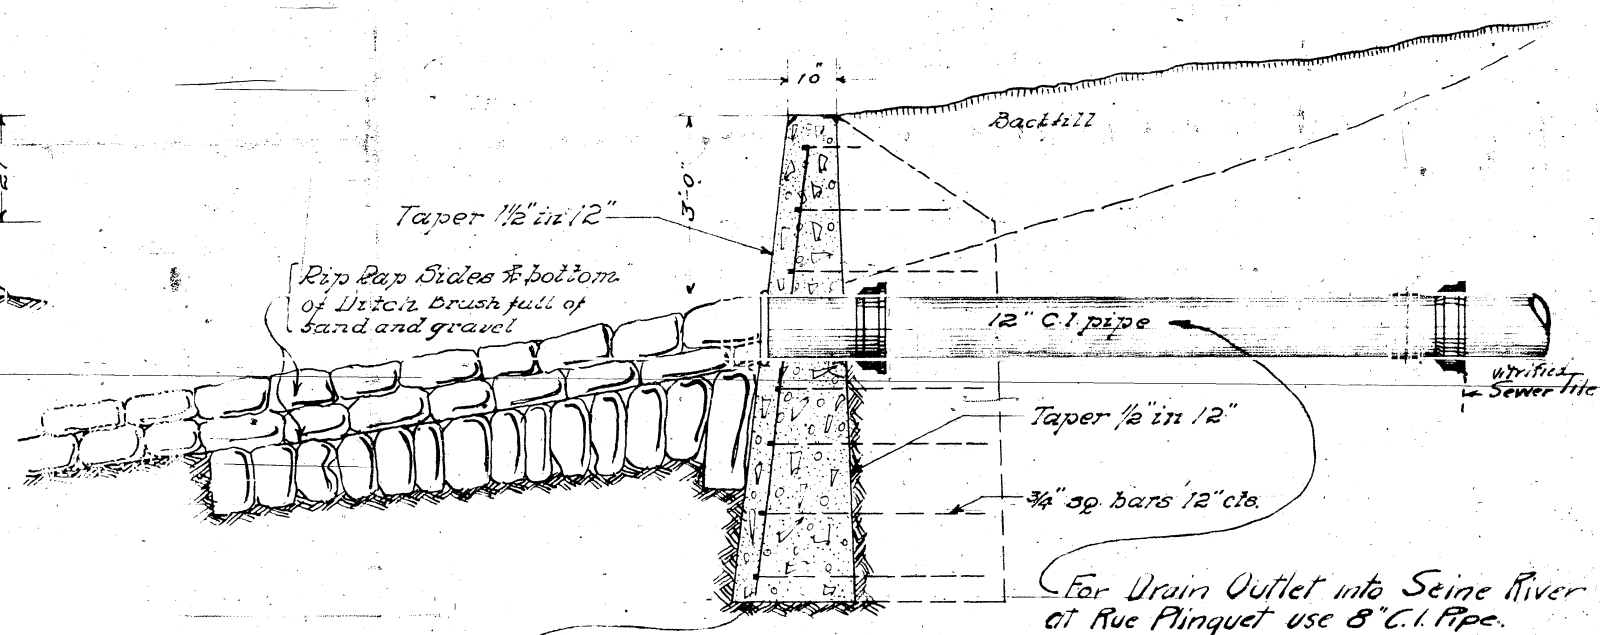 10"
Backfill
3'-0"
Taper 1½" in 12"
Rip Rap Sides & bottom
of Ditch Brush full of
Sand and gravel
12" C.I. pipe
vitrified
Sewer tile
Taper ½" in 12"
¾" sq. bars 12" cts.
For Drain Outlet into Seine River
at Rue Plinquet use 8" C.I. Pipe.